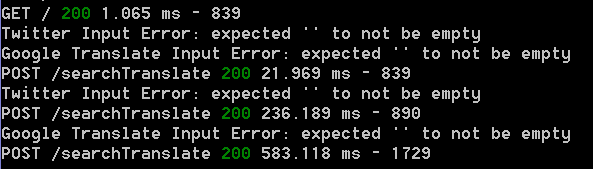 GET / 200 1.065 ms - 839
Twitter Input Error: expected '' to not be empty
Google Translate Input Error: expected '' to not be empty
POST /searchTranslate 200 21.969 ms - 839
Twitter Input Error: expected '' to not be empty
POST /searchTranslate 200 236.189 ms - 890
Google Translate Input Error: expected '' to not be empty
POST /searchTranslate 200 583.118 ms - 1729